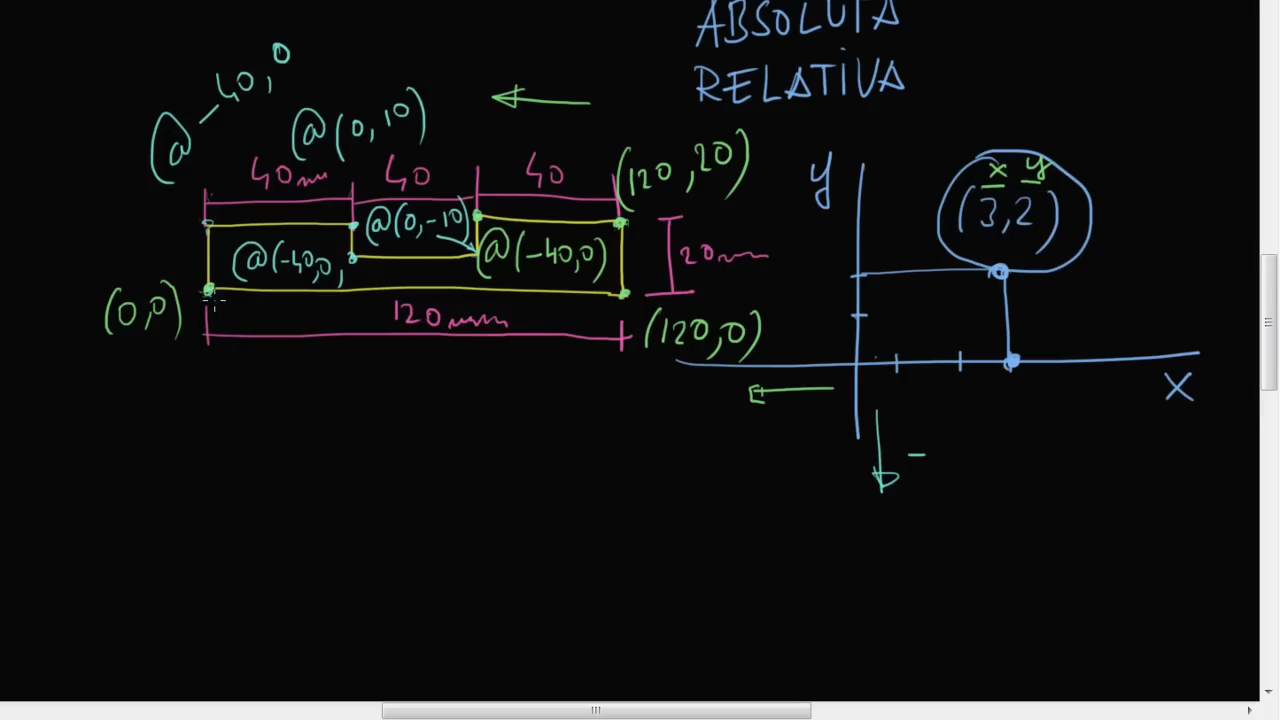 ABSOLUTA
RELATIVA
@ -40, 0
@(0, 10)
40mm
40
40
(120, 20)
@(0,-10)
@(-40,0,
@(-40,0)
20mm
(0,0)
120mm
(120,0)
y
x y
(3,2)
X
-